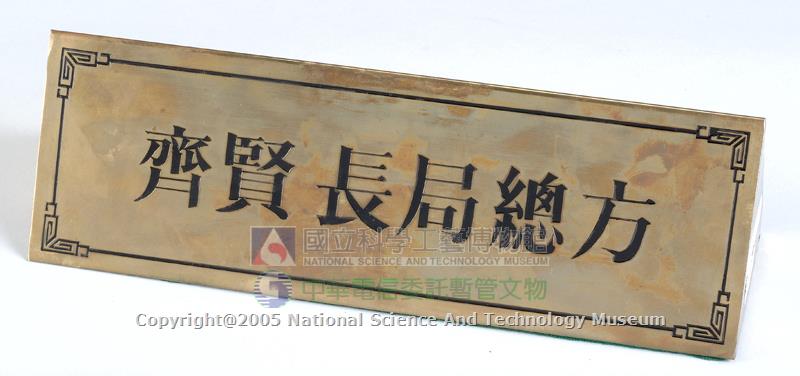 方總局長賢齊
國立科學工藝博物館
NATIONAL SCIENCE AND TECHNOLOGY MUSEUM
中華電信委託暫管文物
Copyright@2005 National Science And Technology Museum